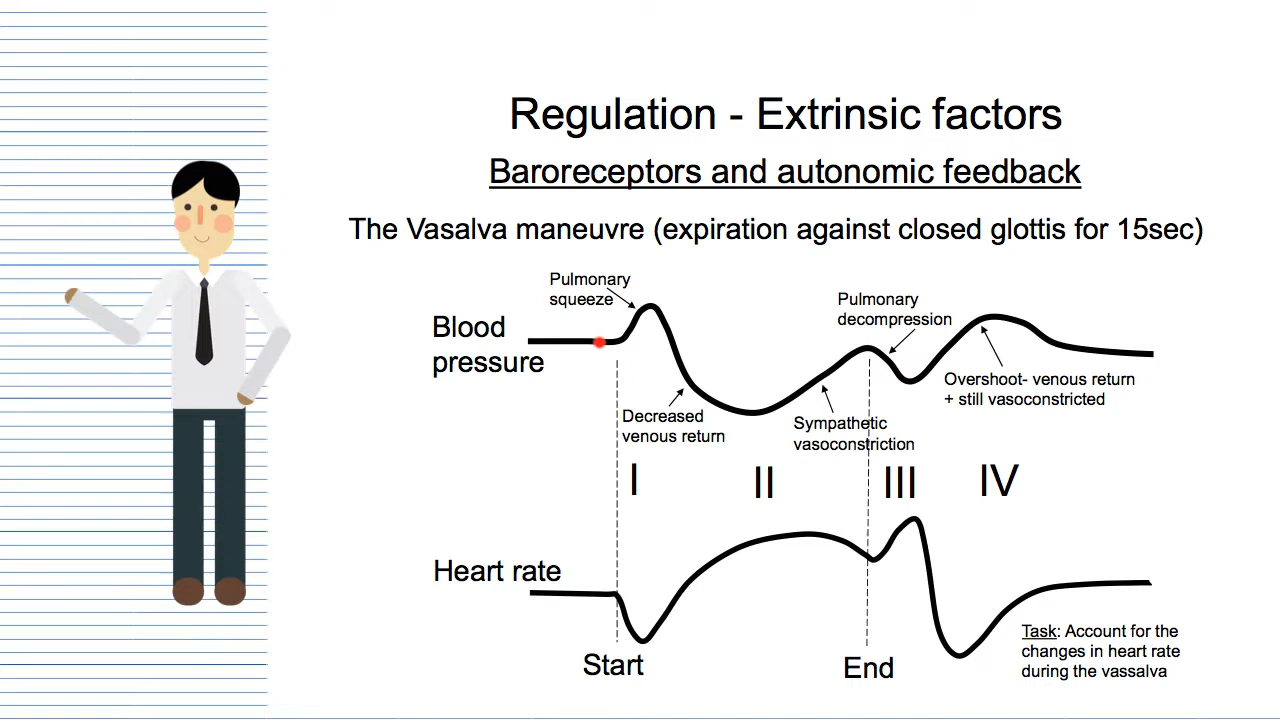 Regulation - Extrinsic factors
Baroreceptors and autonomic feedback
The Vasalva maneuvre (expiration against closed glottis for 15sec)
Pulmonary
squeeze
Pulmonary
decompression
Blood
pressure
Overshoot- venous return
+ still vasoconstricted
Decreased
venous return
Sympathetic
vasoconstriction
I
II
III
IV
Heart rate
Task: Account for the
changes in heart rate
during the vassalva
Start
End